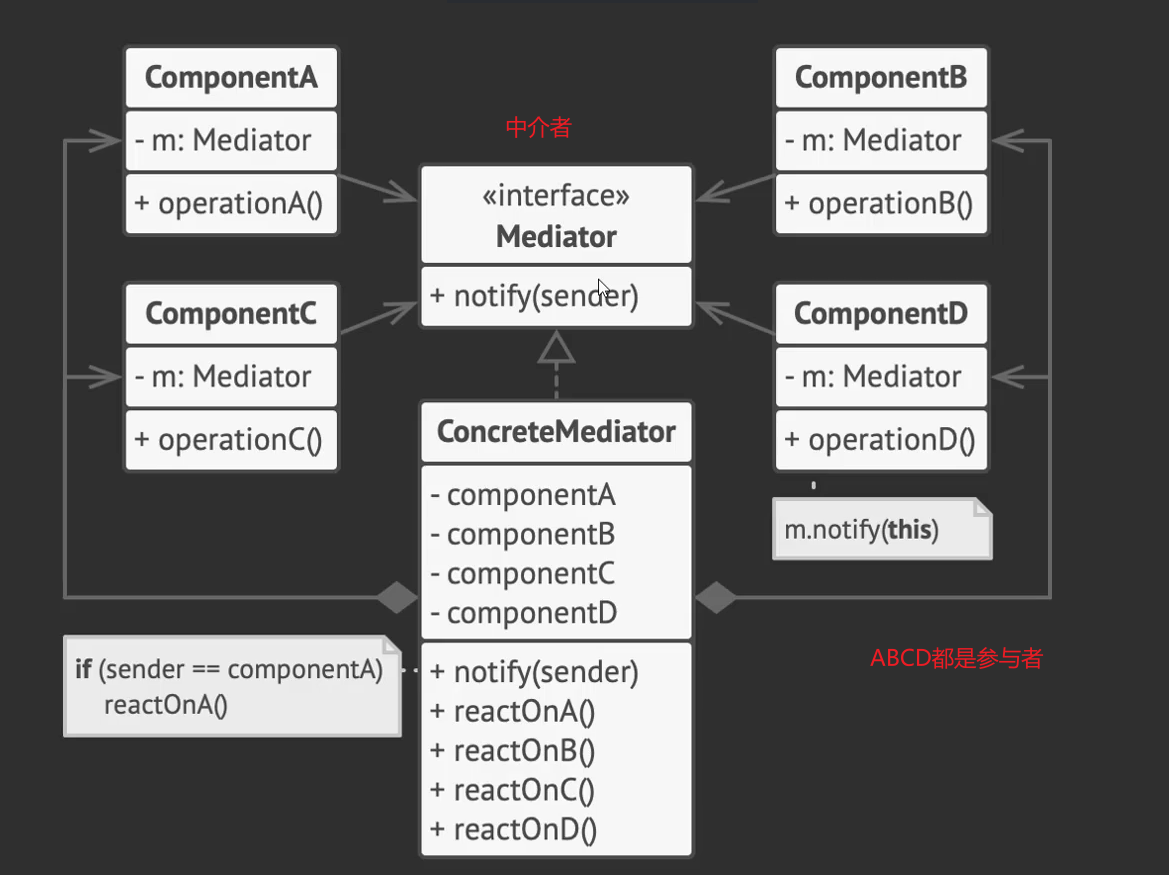 ComponentA
- m: Mediator
+ operationA()
ComponentB
- m: Mediator
+ operationB()
中介者
«interface»
Mediator
+ notify(sender)
ComponentC
- m: Mediator
+ operationC()
ComponentD
- m: Mediator
+ operationD()
m.notify(this)
ConcreteMediator
- componentA
- componentB
- componentC
- componentD
+ notify(sender)
+ reactOnA()
+ reactOnB()
+ reactOnC()
+ reactOnD()
if (sender == componentA)
reactOnA()
ABCD都是参与者